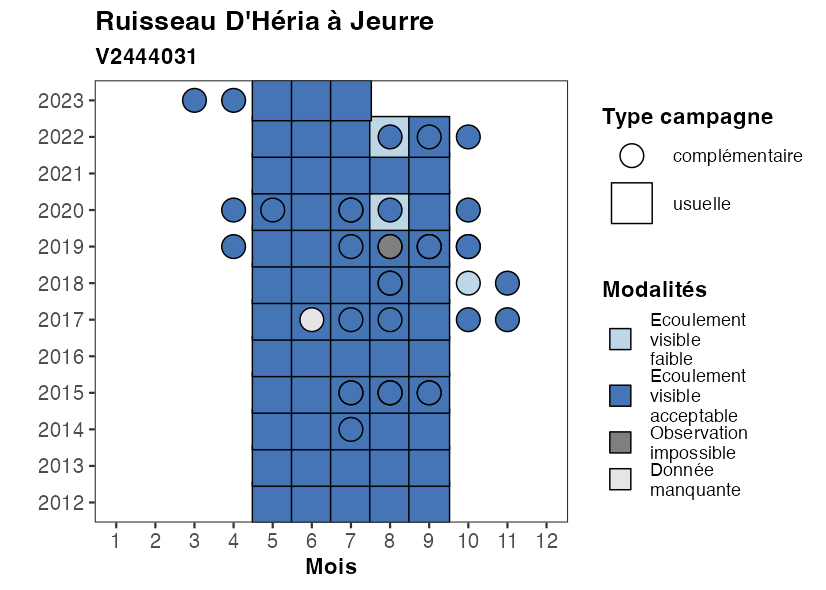 Ruisseau D'Héria à Jeurre
V2444031
2023
2022
2021
2020
2019
2018
2017
2016
2015
2014
2013
2012
1 2 3 4 5 6 7 8 9 10 11 12
Mois
Type campagne
complémentaire
usuelle
Modalités
Ecoulement
visible
faible
Ecoulement
visible
acceptable
Observation
impossible
Donnée
manquante